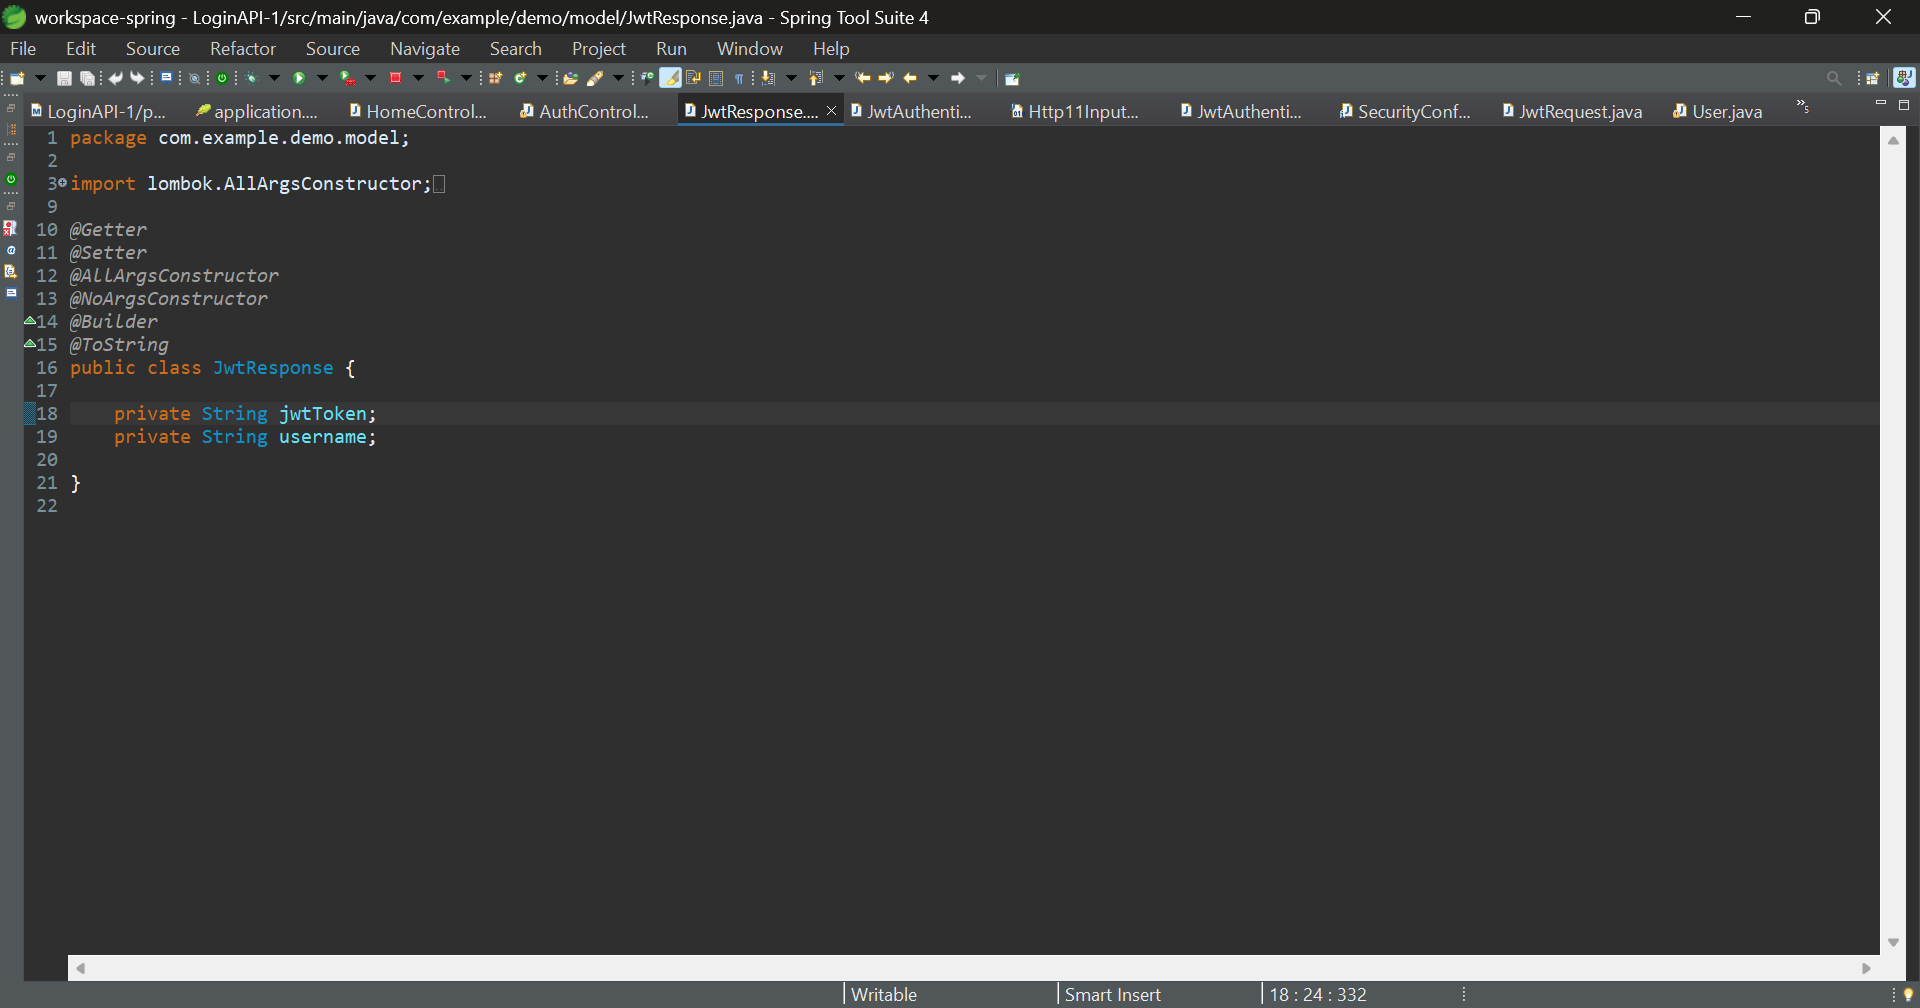 workspace-spring - LoginAPI-1/src/main/java/com/example/demo/model/JwtResponse.java - Spring Tool Suite 4
File Edit Source Refactor Source Navigate Search Project Run Window Help
LoginAPI-1/p... application.... HomeControl... AuthControl... JwtResponse.... JwtAuthenti... Http11Input... JwtAuthenti... SecurityConf... JwtRequest.java User.java »5
1 package com.example.demo.model;
2
3 import lombok.AllArgsConstructor;
9
10 @Getter
11 @Setter
12 @AllArgsConstructor
13 @NoArgsConstructor
14 @Builder
15 @ToString
16 public class JwtResponse {
17
18 private String jwtToken;
19 private String username;
20
21 }
22
Writable Smart Insert 18 : 24 : 332